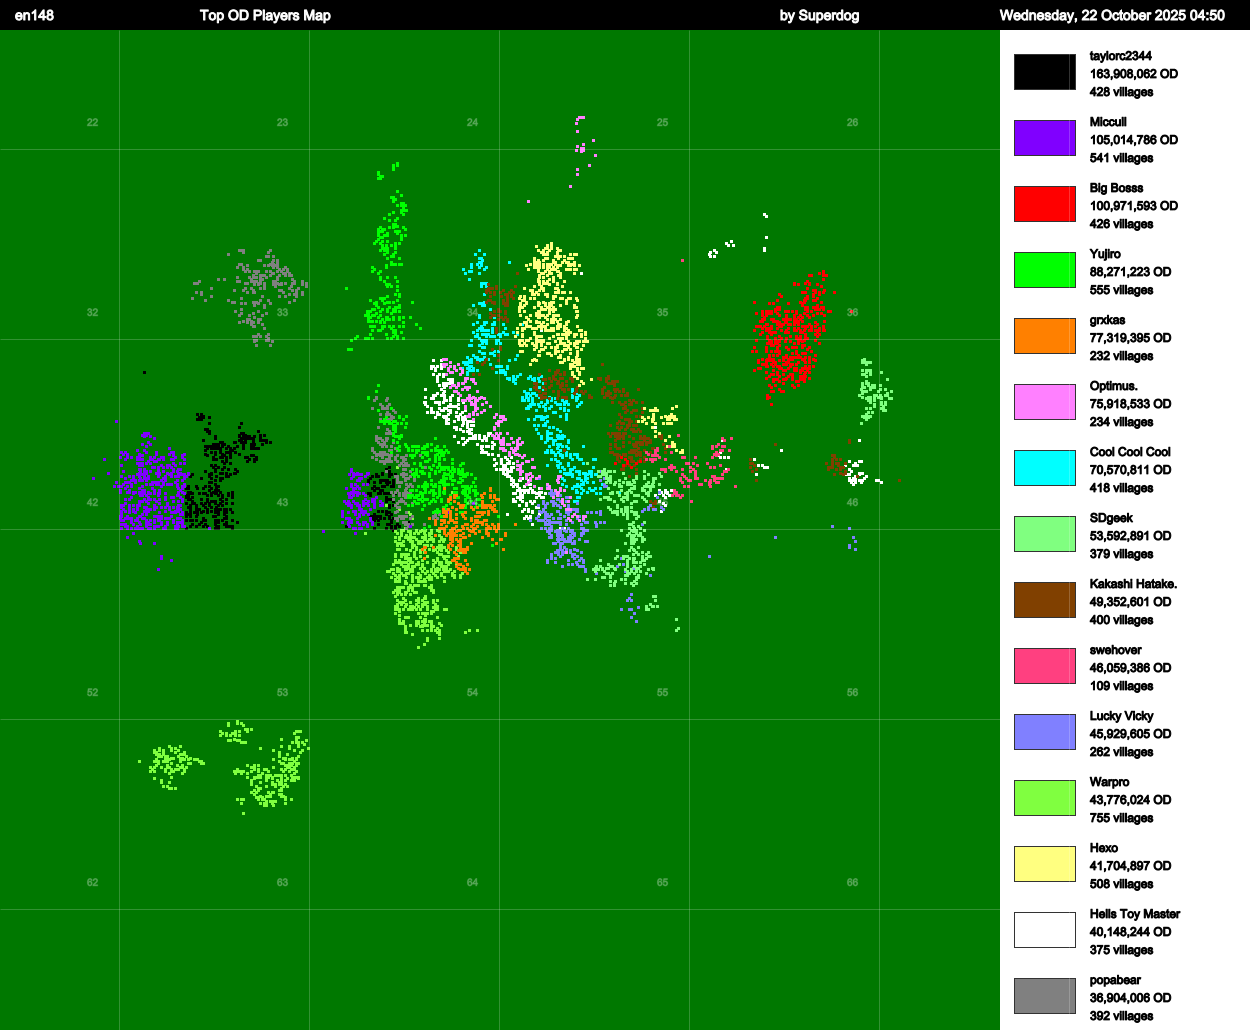 en148 Top OD Players Map by Superdog Wednesday, 22 October 2025 04:50
taylorc2344
163,908,062 OD
428 villages
Miccull
105,014,786 OD
541 villages
Big Bosss
100,971,593 OD
426 villages
Yujiro
88,271,223 OD
555 villages
grxkas
77,319,395 OD
232 villages
Optimus.
75,918,533 OD
234 villages
Cool Cool Cool
70,570,811 OD
418 villages
SDgeek
53,592,891 OD
379 villages
Kakashi Hatake.
49,352,601 OD
400 villages
swehover
46,059,386 OD
109 villages
Lucky Vicky
45,929,605 OD
262 villages
Warpro
43,776,024 OD
755 villages
Hexo
41,704,897 OD
508 villages
Hells Toy Master
40,148,244 OD
375 villages
popabear
36,904,006 OD
392 villages
22 23 24 25 26
32 33 34 35 36
42 43 46
52 53 54 55 56
62 63 64 65 66